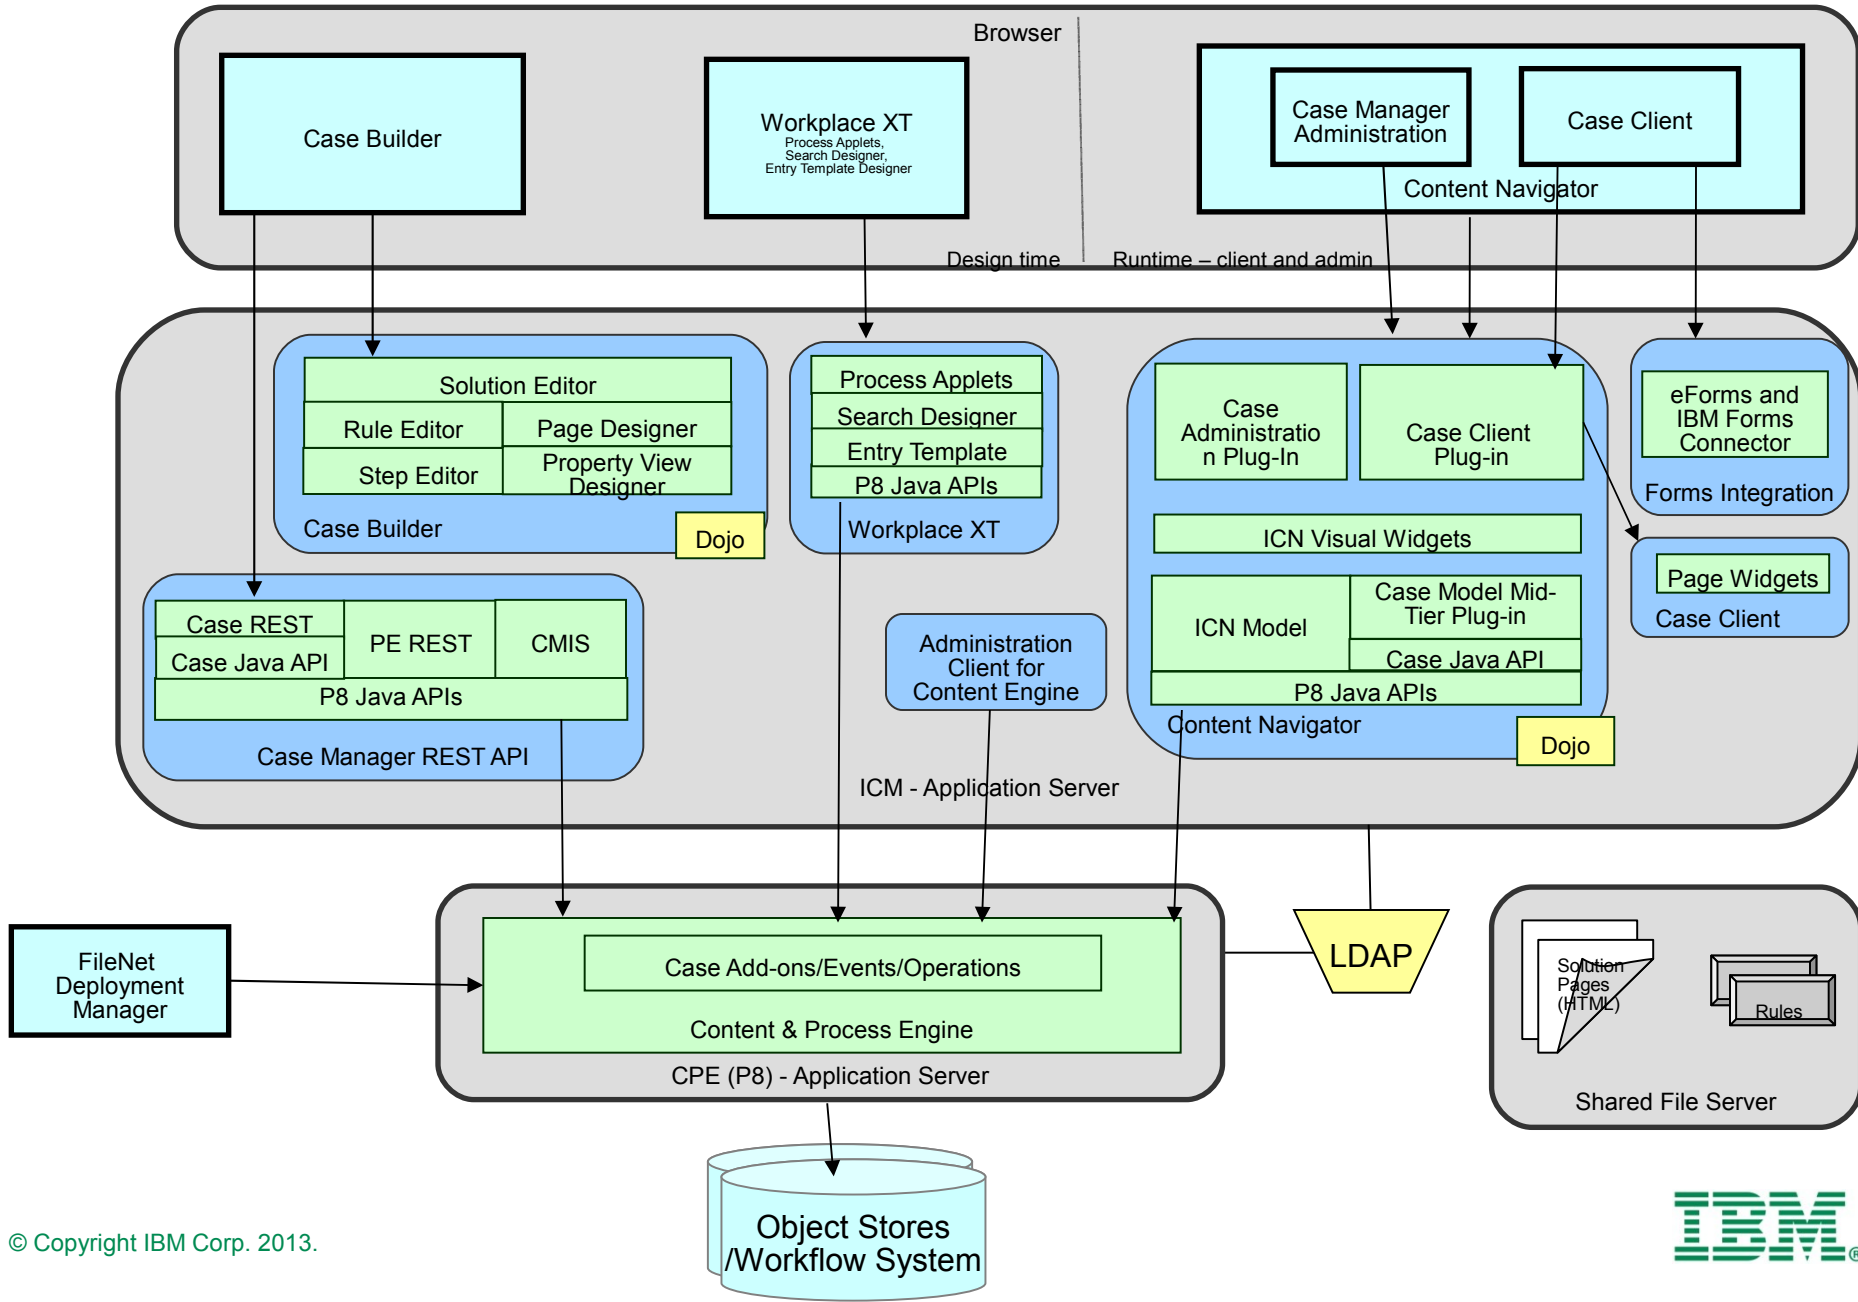 Browser
Case Builder
Workplace XT
Process Applets,
Search Designer,
Entry Template Designer
Case Manager
Administration
Case Client
Content Navigator
Design time
Runtime – client and admin
Solution Editor
Rule Editor
Page Designer
Step Editor
Property View
Designer
Case Builder
Dojo
Process Applets
Search Designer
Entry Template
P8 Java APIs
Workplace XT
Case
Administratio
n Plug-In
Case Client
Plug-in
ICN Visual Widgets
ICN Model
Case Model Mid-
Tier Plug-in
Case Java API
P8 Java APIs
Content Navigator
Dojo
eForms and
IBM Forms
Connector
Forms Integration
Page Widgets
Case Client
Case REST
Case Java API
PE REST
CMIS
P8 Java APIs
Case Manager REST API
Administration
Client for
Content Engine
ICM - Application Server
FileNet
Deployment
Manager
Case Add-ons/Events/Operations
Content & Process Engine
CPE (P8) - Application Server
LDAP
Solution
Pages
(HTML)
Rules
Shared File Server
Object Stores
/Workflow System
© Copyright IBM Corp. 2013.
IBM®